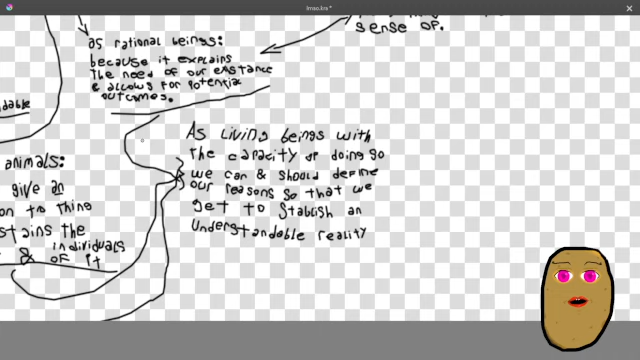 lmao.kra *
sense of.
as rational beings:
because it explains
the need of our existance
& allows for potential
outcomes.
dable
As living beings with
the capacity of doing so
we can & should define
our reasons so that we
get to stablish an
understandable reality
animals:
give an
on to thing
stains the
& individuals
of it